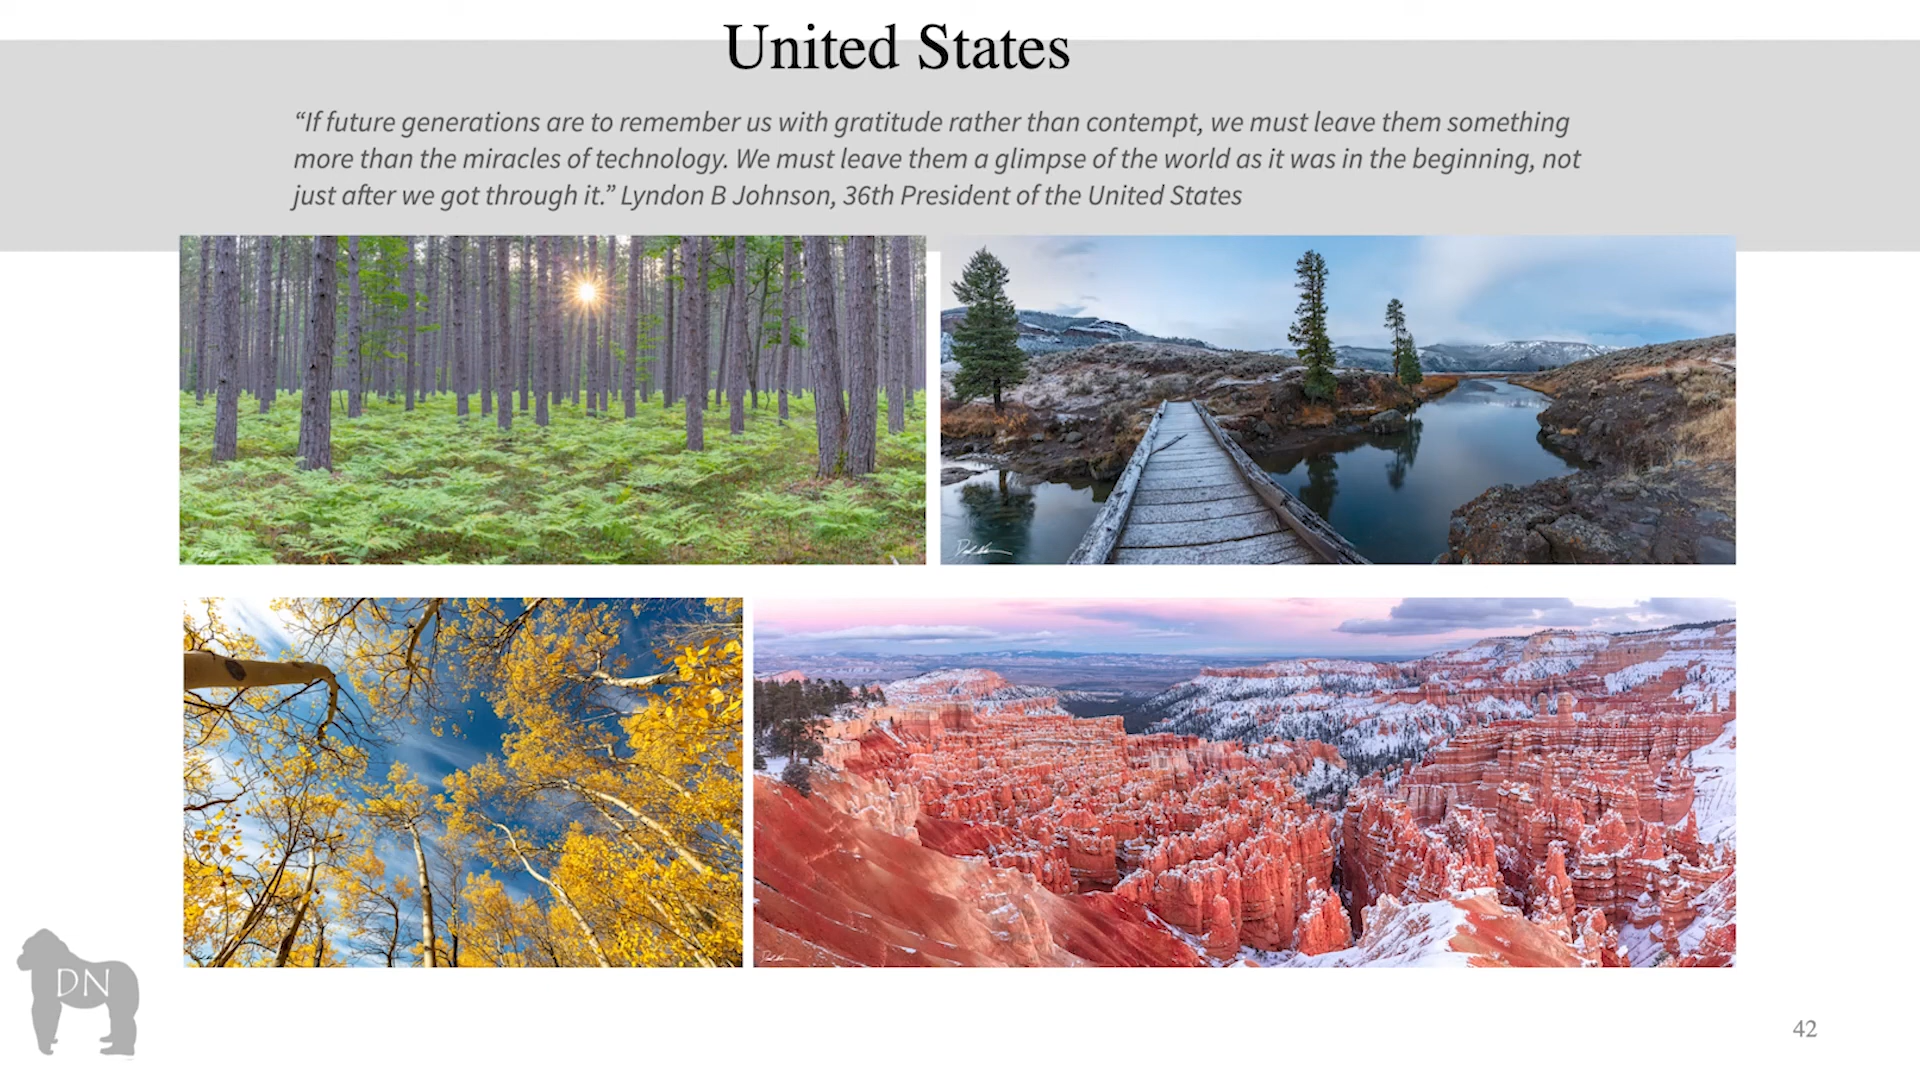 United States
“If future generations are to remember us with gratitude rather than contempt, we must leave them something
more than the miracles of technology. We must leave them a glimpse of the world as it was in the beginning, not
just after we got through it.” Lyndon B Johnson, 36th President of the United States
DN
42